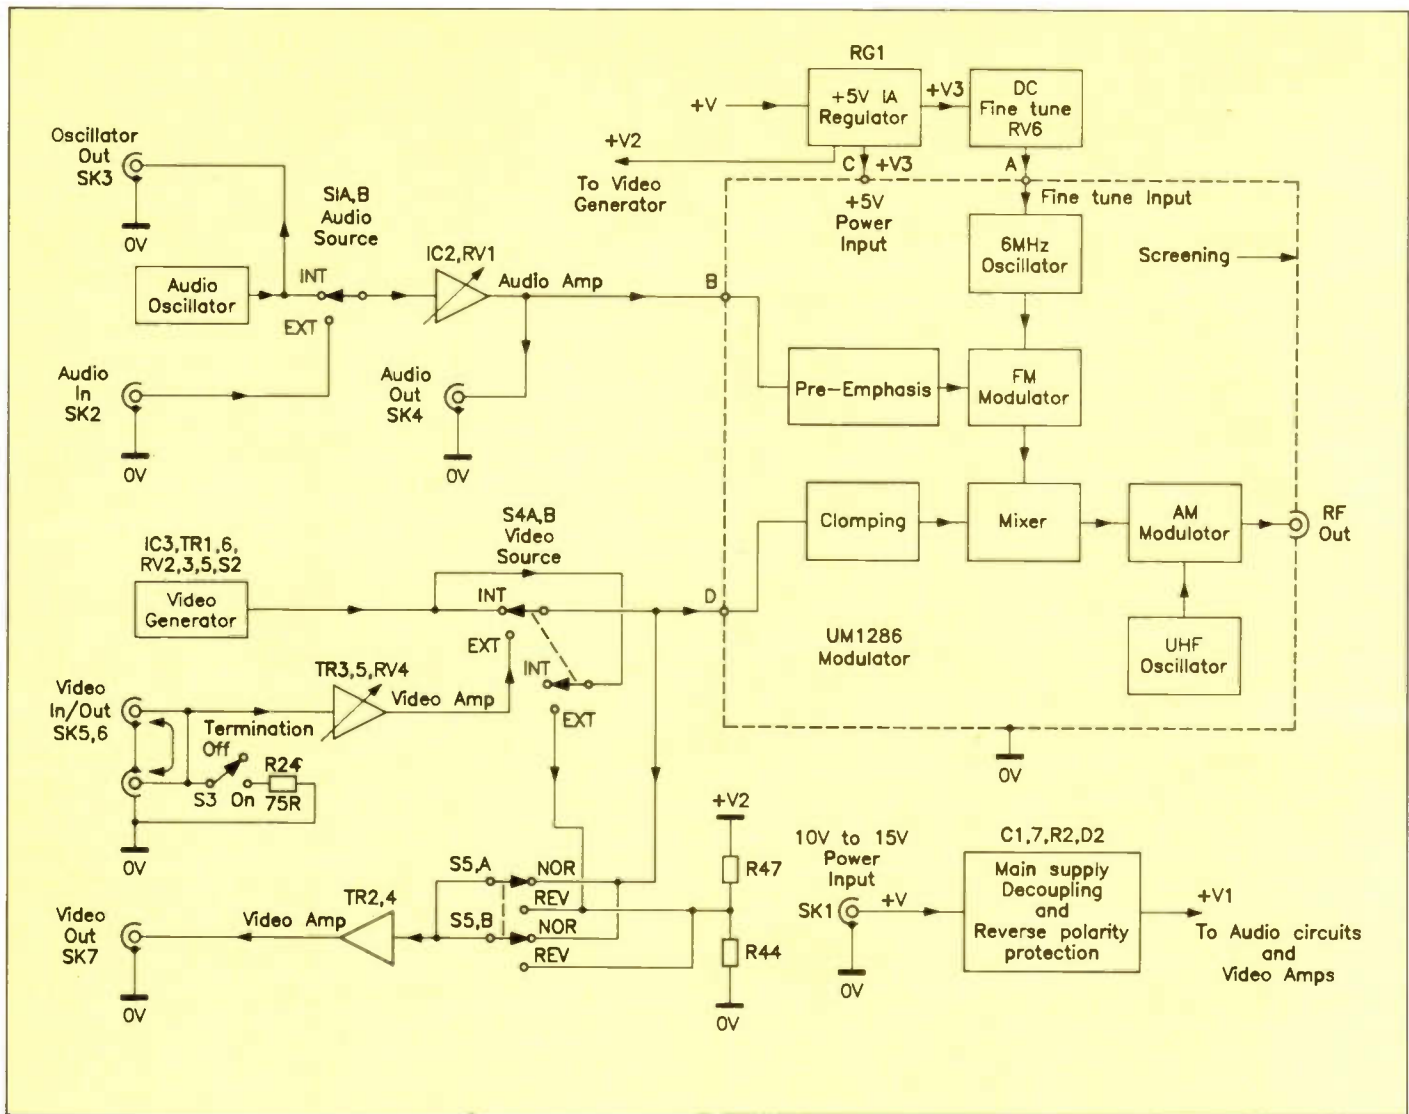 RG1
+5V 1A
Regulator
+V
+V3
DC
Fine tune
RV6
+V2
To Video
Generator
C
+V3
A
+5V
Power
Input
Fine tune Input
6MHz
Oscillator
Screening
Oscillator
Out
SK3
0V
S1A,B
Audio
Source
Audio
Oscillator
INT
EXT
IC2,RV1
Audio Amp
B
Audio
In
SK2
0V
Audio
Out
SK4
0V
Pre-Emphasis
FM
Modulator
Clomping
Mixer
AM
Modulotor
RF
Out
UHF
Oscillator
UM1286
Modulator
0V
IC3,TR1,6,
RV2,3,5,S2
Video
Generator
S4A,B
Video
Source
INT
EXT
INT
EXT
D
TR3,5,RV4
Video Amp
Video
In/Out
SK5,6
Termination
Off
S3
On
R24
75R
0V
+V2
R47
R44
0V
S5,A
NOR
REV
S5,B
NOR
REV
TR2,4
Video Amp
Video
Out
SK7
0V
10V to 15V
Power
Input
SK1
+V
0V
C1,7,R2,D2
Main supply
Decoupling
and
Reverse polarity
protection
+V1
To Audio circuits
and
Video Amps